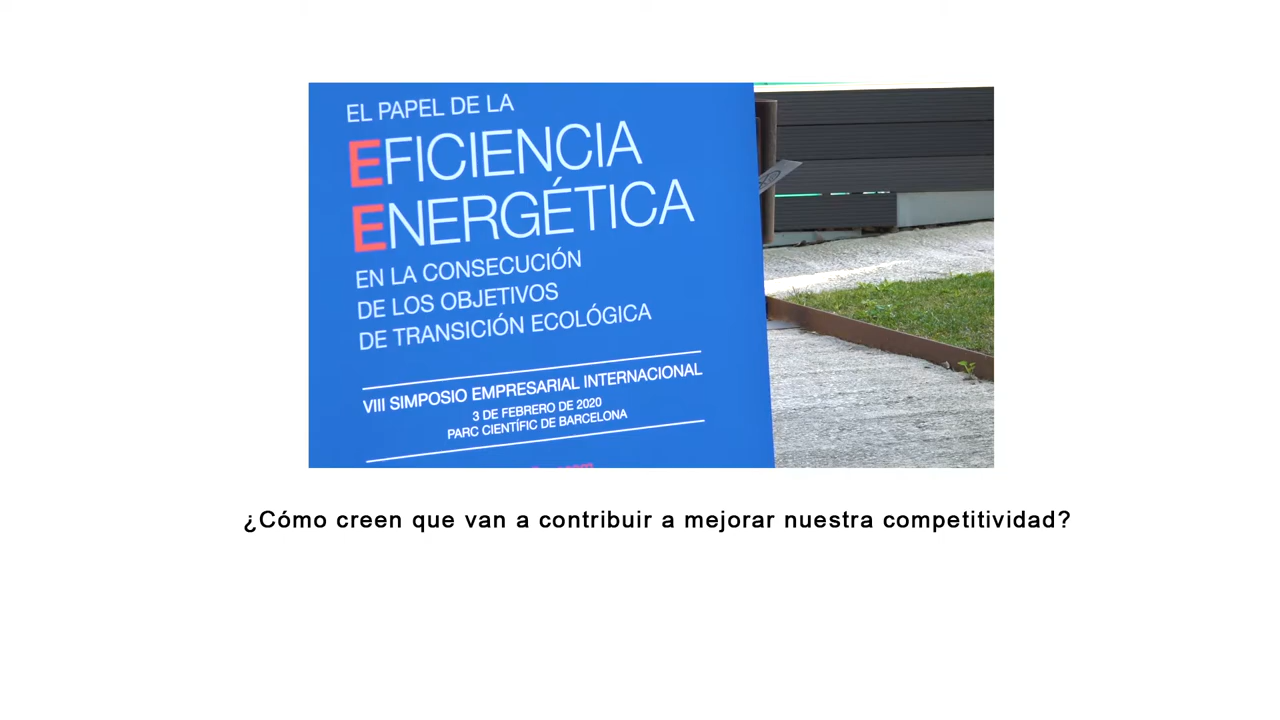 EL PAPEL DE LA
EFICIENCIA
ENERGÉTICA
EN LA CONSECUCIÓN
DE LOS OBJETIVOS
DE TRANSICIÓN ECOLÓGICA
VIII SIMPOSIO EMPRESARIAL INTERNACIONAL
3 DE FEBRERO DE 2020
PARC CIENTÍFIC DE BARCELONA
¿Cómo creen que van a contribuir a mejorar nuestra competitividad?